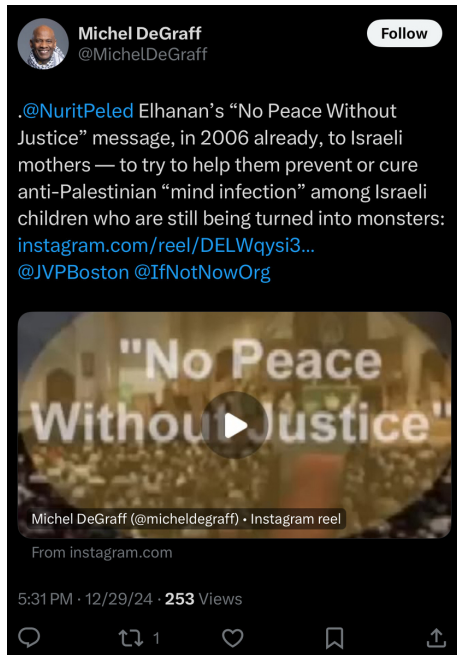 Michel DeGraff
@MichelDeGraff
Follow
.@NuritPeled Elhanan’s “No Peace Without
Justice” message, in 2006 already, to Israeli
mothers — to try to help them prevent or cure
anti-Palestinian “mind infection” among Israeli
children who are still being turned into monsters:
instagram.com/reel/DELWqysi3...
@JVPBoston @IfNotNowOrg
"No Peace
Without Justice"
Michel DeGraff (@micheldegraff) • Instagram reel
From instagram.com
5:31 PM · 12/29/24 · 253 Views
1